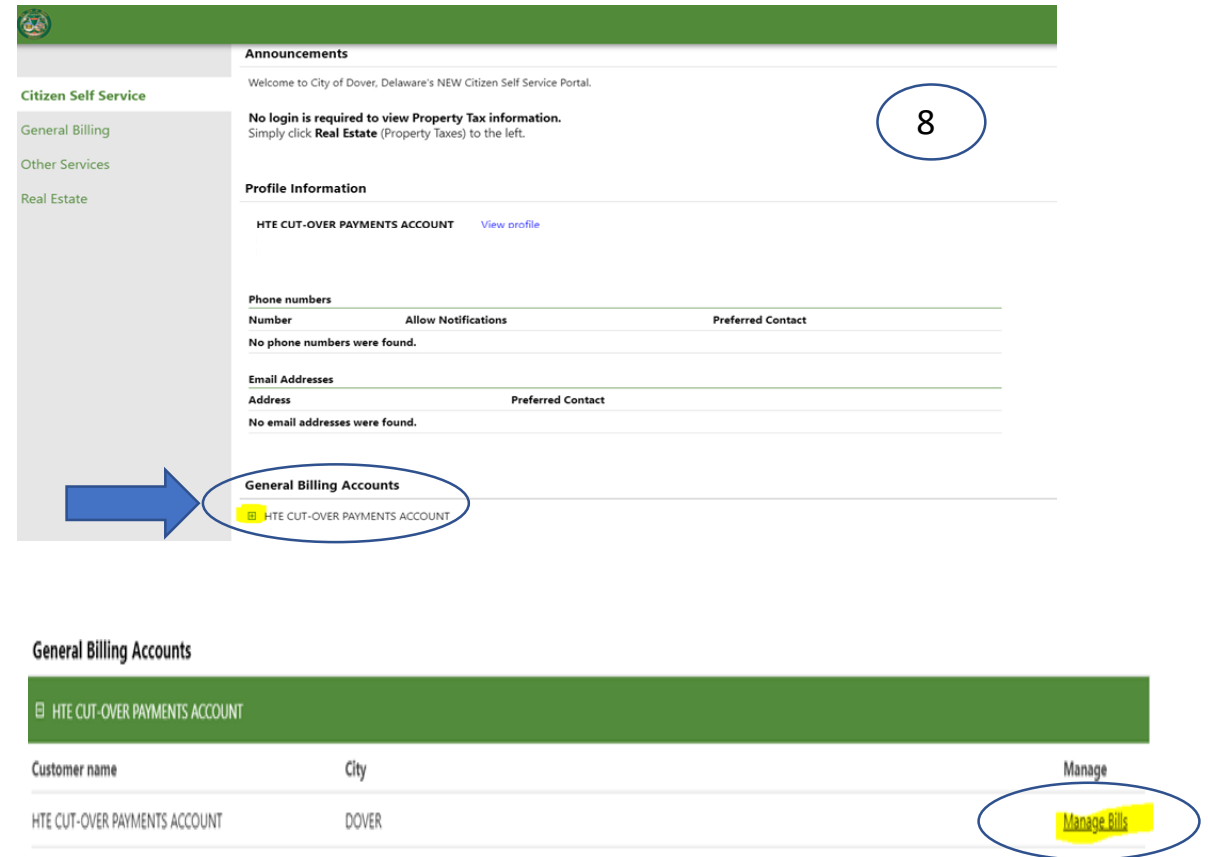 Announcements
Welcome to City of Dover, Delaware's NEW Citizen Self Service Portal.
Citizen Self Service
No login is required to view Property Tax information.
8
General Billing
Simply click Real Estate (Property Taxes) to the left.
Other Services
Real Estate
Profile Information
HTE CUT-OVER PAYMENTS ACCOUNT View profile
Phone numbers
Number Allow Notifications Preferred Contact
No phone numbers were found.
Email Addresses
Address Preferred Contact
No email addresses were found.
General Billing Accounts
HTE CUT-OVER PAYMENTS ACCOUNT
General Billing Accounts
HTE CUT-OVER PAYMENTS ACCOUNT
Customer name City Manage
HTE CUT-OVER PAYMENTS ACCOUNT DOVER Manage Bills